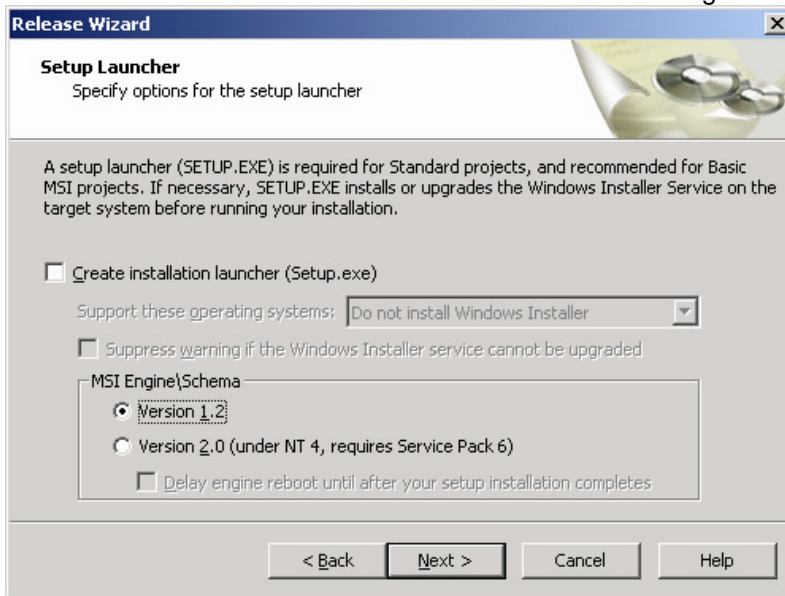 Release Wizard
Setup Launcher
Specify options for the setup launcher
A setup launcher (SETUP.EXE) is required for Standard projects, and recommended for Basic
MSI projects. If necessary, SETUP.EXE installs or upgrades the Windows Installer Service on the
target system before running your installation.
Create installation launcher (Setup.exe)
Support these operating systems: Do not install Windows Installer
Suppress warning if the Windows Installer service cannot be upgraded
MSI Engine\Schema
Version 1.2
Version 2.0 (under NT 4, requires Service Pack 6)
Delay engine reboot until after your setup installation completes
< Back Next > Cancel Help